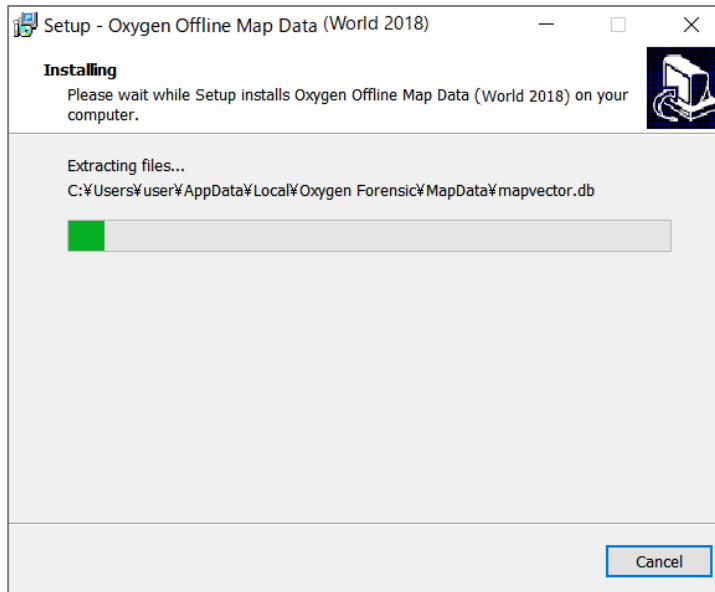 Setup - Oxygen Offline Map Data (World 2018)
Installing
Please wait while Setup installs Oxygen Offline Map Data (World 2018) on your
computer.
Extracting files...
C:¥Users¥user¥AppData¥Local¥Oxygen Forensic¥MapData¥mapvector.db
Cancel